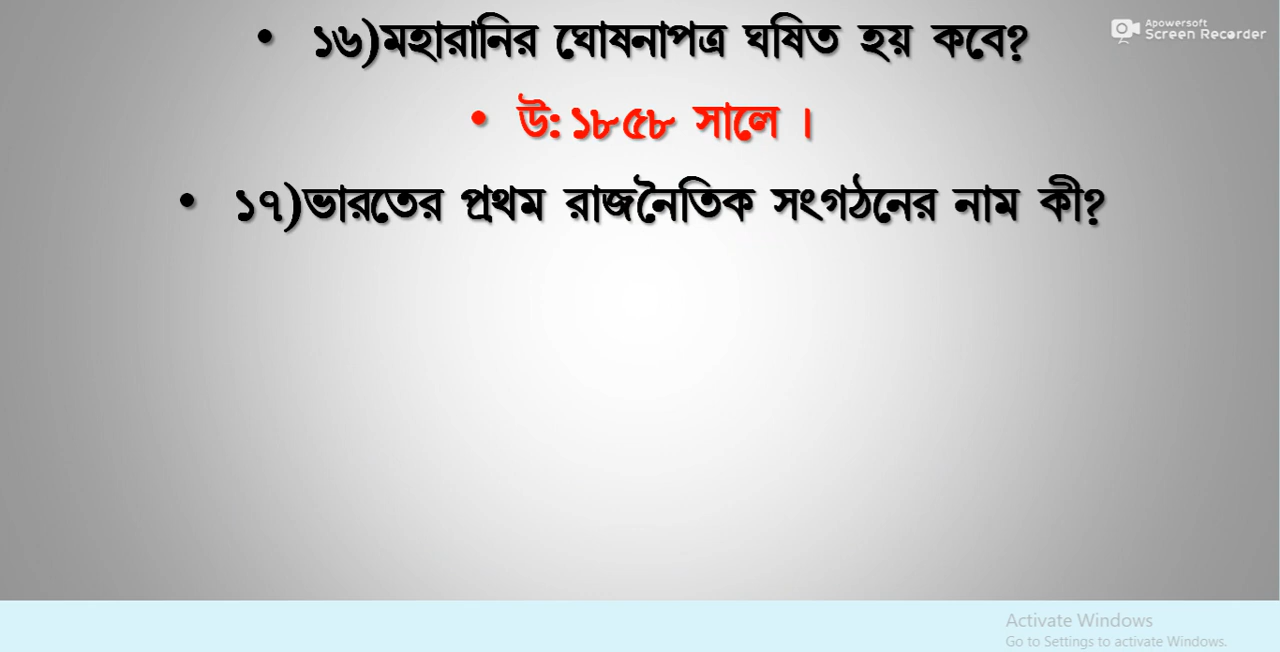 • ১৬)মহারানির ঘোষনাপত্র ঘষিত হয় কবে?
Apowersoft
Screen Recorder
• উ: ১৮৫৮ সালে ।
• ১৭)ভারতের প্রথম রাজনৈতিক সংগঠনের নাম কী?
Activate Windows
Go to Settings to activate Windows.